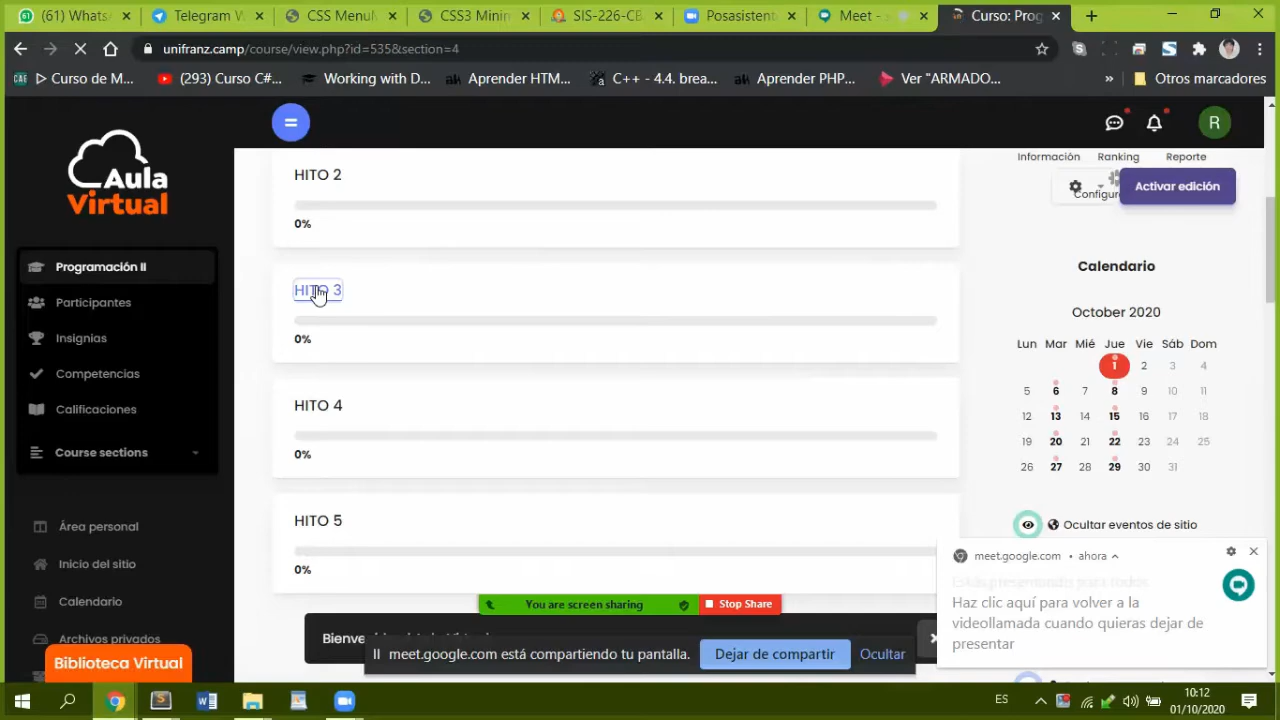 (1) Whats
Telegram W
CSS Menu
CSS3 Mini
SIS-226-CB
Posasistent
Meet -
Curso: Prog
unifranz.camp/course/view.php?id=535&section=4
Curso de M...
(293) Curso C#...
Working with D...
Aprender HTM...
C++ - 4.4. brea...
Aprender PHP...
Ver "ARMADO...
»
Otros marcadores
Aula
Virtual
R
Información
Ranking
Reporte
Activar edición
Programación II
Participantes
Insignias
Competencias
Calificaciones
Course sections
Área personal
Inicio del sitio
Calendario
Archivos privados
Biblioteca Virtual
HITO 2
0%
HITO 3
0%
HITO 4
0%
HITO 5
0%
Calendario
October 2020
Lun Mar Mié Jue Vie Sáb Dom
1 2 3 4
5 6 7 8 9 10 11
12 13 14 15 16 17 18
19 20 21 22 23 24 25
26 27 28 29 30 31
Ocultar eventos de sitio
meet.google.com • ahora
Estás presentando para todos
Haz clic aquí para volver a la
videollamada cuando quieras dejar de
presentar
You are screen sharing
Stop Share
meet.google.com está compartiendo tu pantalla.
Dejar de compartir
Ocultar
ES
10:12
01/10/2020